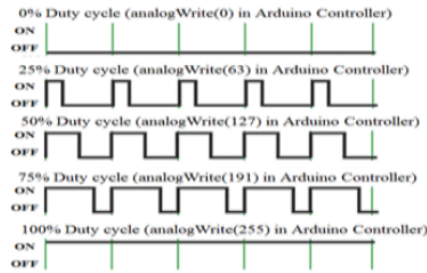 0% Duty cycle (analogWrite(0) in Arduino Controller)
ON
OFF
25% Duty cycle (analogWrite(63) in Arduino Controller)
ON
OFF
50% Duty cycle (analogWrite(127) in Arduino Controller)
ON
OFF
75% Duty cycle (analogWrite(191) in Arduino Controller)
ON
OFF
100% Duty cycle (analogWrite(255) in Arduino Controller)
ON
OFF